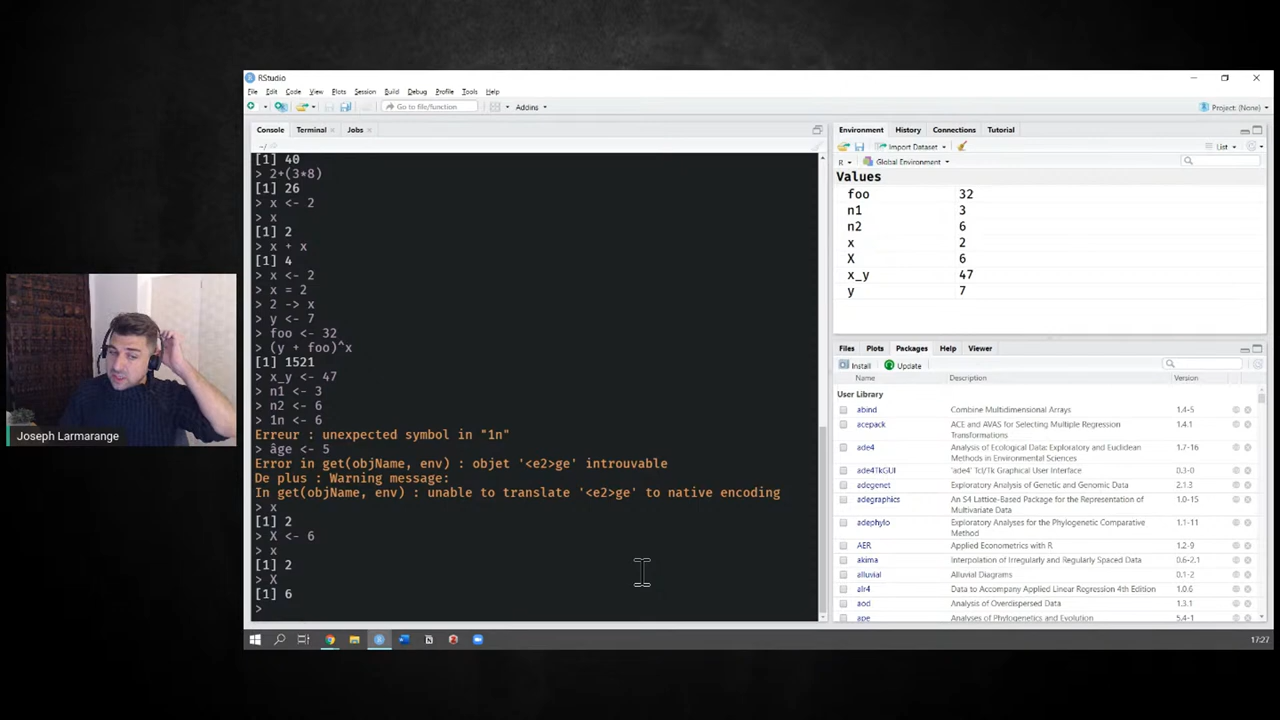 RStudio
File Edit Code View Plots Session Build Debug Profile Tools Help
Go to file/function
Addins
Project: (None)
Console Terminal Jobs
~/
[1] 40
> 2+(3*8)
[1] 26
> x <- 2
> x
[1] 2
> x + x
[1] 4
> x <- 2
> x = 2
> 2 -> x
> y <- 7
> foo <- 32
> (y + foo)^x
[1] 1521
> x_y <- 47
> n1 <- 3
> n2 <- 6
> 1n <- 6
Erreur : unexpected symbol in "1n"
> âge <- 5
Error in get(objName, env) : objet '<e2>ge' introuvable
De plus : Warning message:
In get(objName, env) : unable to translate '<e2>ge' to native encoding
> x
[1] 2
> X <- 6
> x
[1] 2
> X
[1] 6
>
Environment History Connections Tutorial
Import Dataset
List
R Global Environment
Values
foo 32
n1 3
n2 6
x 2
X 6
x_y 47
y 7
Files Plots Packages Help Viewer
Install Update
Name Description Version
User Library
abind Combine Multidimensional Arrays 1.4-5
acepack ACE and AVAS for Selecting Multiple Regression Transformations 1.4.1
ade4 Analysis of Ecological Data: Exploratory and Euclidean Methods in Environmental Sciences 1.7-16
ade4TkGUI 'ade4' Tcl/Tk Graphical User Interface 0.3-0
adegenet Exploratory Analysis of Genetic and Genomic Data 2.1.3
adegraphics An S4 Lattice-Based Package for the Representation of Multivariate Data 1.0-15
adephylo Exploratory Analyses for the Phylogenetic Comparative Method 1.1-11
AER Applied Econometrics with R 1.2-9
akima Interpolation of Irregularly and Regularly Spaced Data 0.6-2.1
alluvial Alluvial Diagrams 0.1-2
alr4 Data to Accompany Applied Linear Regression 4th Edition 1.0.6
aod Analysis of Overdispersed Data 1.3.1
ape Analyses of Phylogenetics and Evolution 5.4-1
Joseph Larmarange
17:27